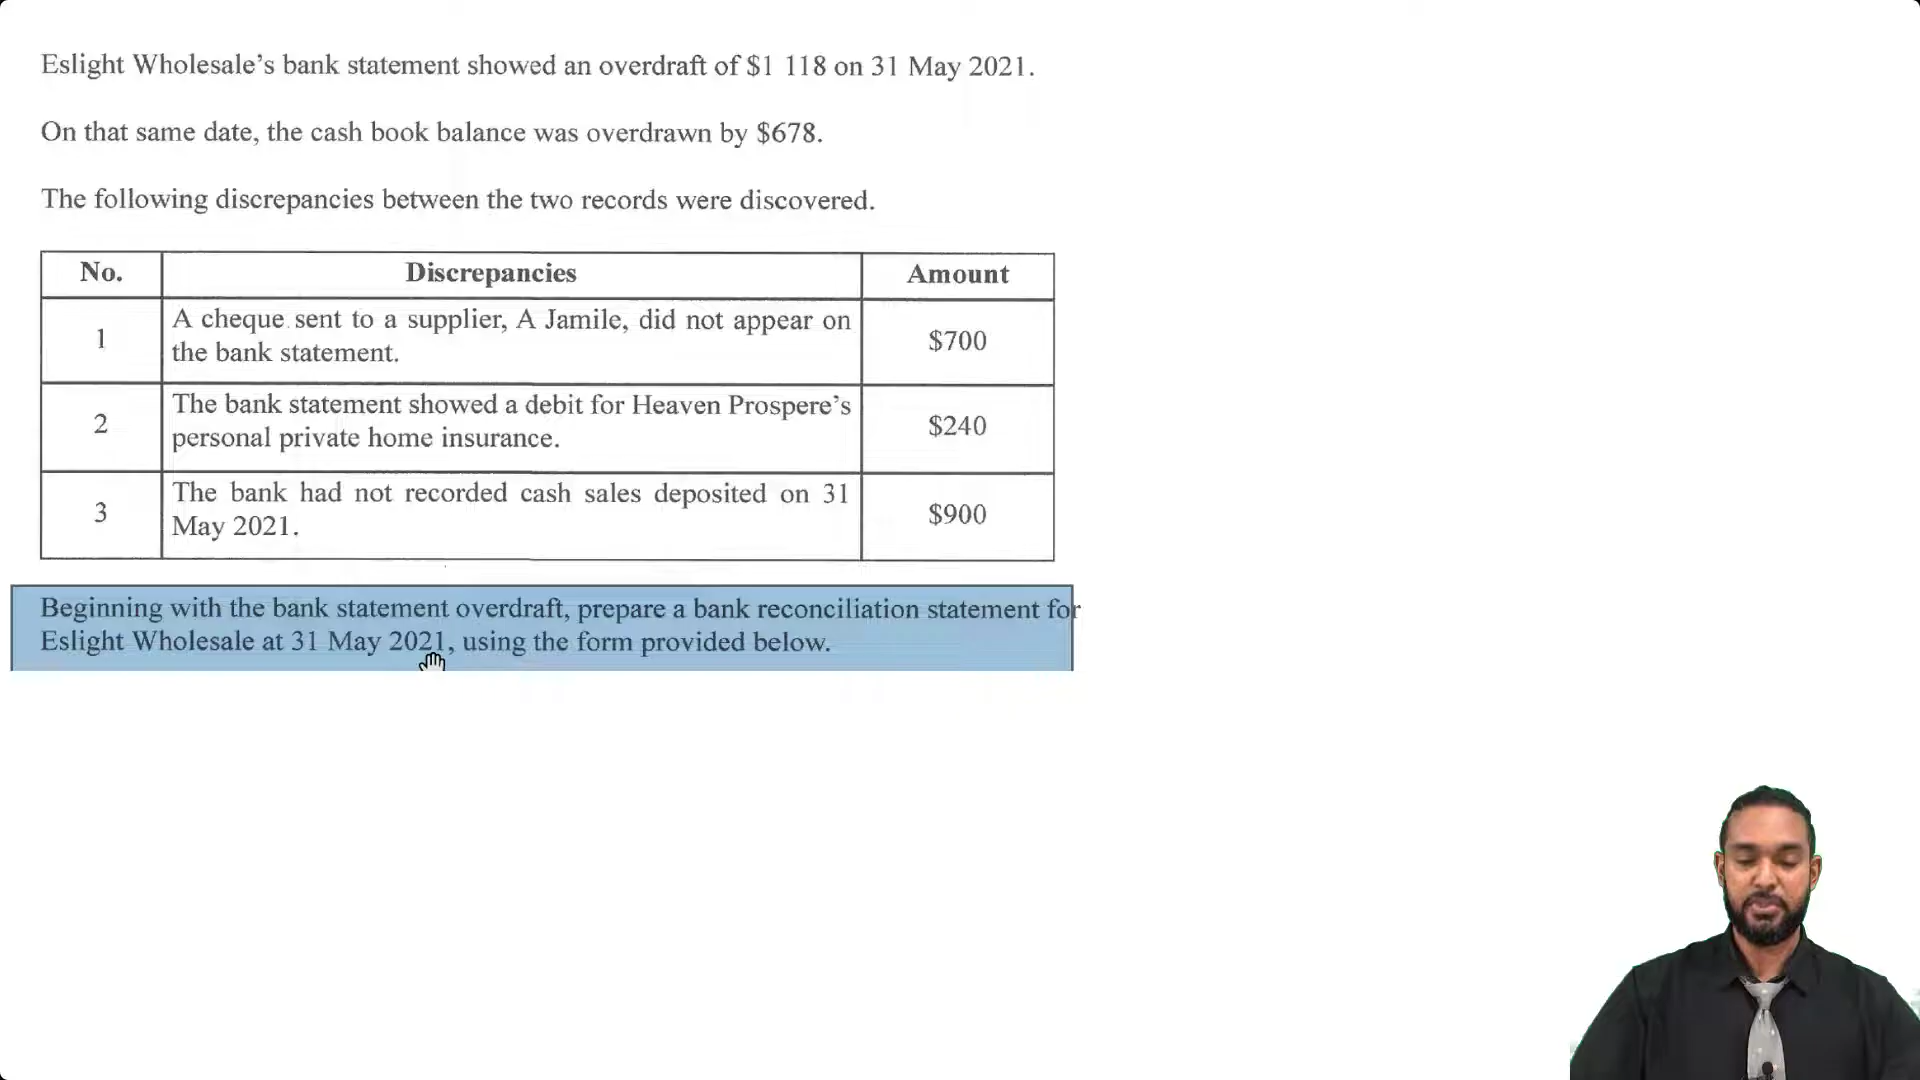 Eslight Wholesale's bank statement showed an overdraft of $1 118 on 31 May 2021.
On that same date, the cash book balance was overdrawn by $678.
The following discrepancies between the two records were discovered.
No.
Discrepancies
Amount
1
A cheque sent to a supplier, A Jamile, did not appear on
the bank statement.
$700
2
The bank statement showed a debit for Heaven Prospere's
personal private home insurance.
$240
3
The bank had not recorded cash sales deposited on 31
May 2021.
$900
Beginning with the bank statement overdraft, prepare a bank reconciliation statement for
Eslight Wholesale at 31 May 2021, using the form provided below.